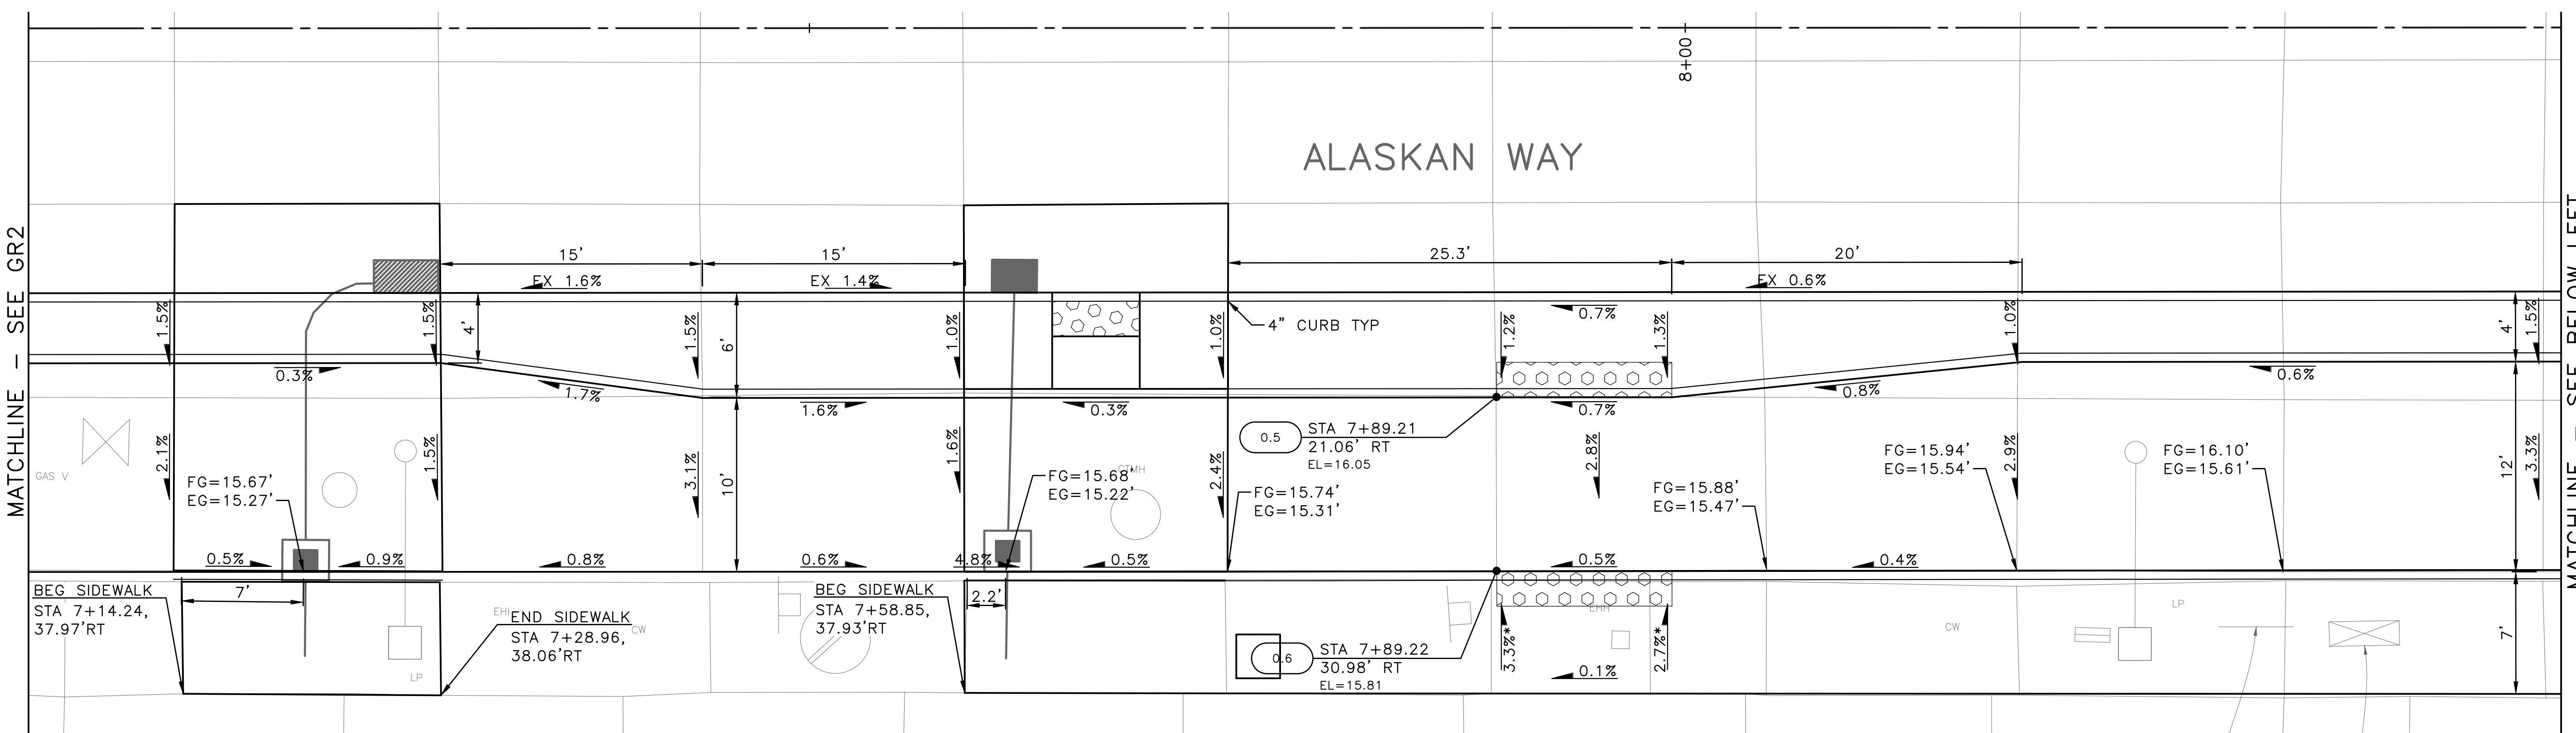 8+00
ALASKAN WAY
MATCHLINE – SEE GR2
15'
15'
25.3'
20'
EX 1.6%
EX 1.4%
EX 0.6%
1.5%
1.5%
4'
1.5%
6'
1.0%
1.0%
4" CURB TYP
0.7%
1.2%
1.3%
1.0%
4'
1.5%
0.3%
1.7%
1.6%
0.3%
0.7%
0.8%
0.6%
GAS V
2.1%
1.5%
3.1%
10'
1.6%
CTMH
2.4%
0.5
STA 7+89.21
21.06' RT
EL=16.05
2.8%
2.9%
12'
3.3%
FG=15.67'
EG=15.27'
FG=15.68'
EG=15.22'
FG=15.74'
EG=15.31'
FG=15.88'
EG=15.47'
FG=15.94'
EG=15.54'
FG=16.10'
EG=15.61'
0.5%
0.9%
0.8%
0.6%
4.8%
0.5%
0.5%
0.4%
BEG SIDEWALK
STA 7+14.24,
37.97'RT
7'
EHH
END SIDEWALK
STA 7+28.96,
38.06'RT
CW
LP
BEG SIDEWALK
STA 7+58.85,
37.93'RT
2.2'
0.6
STA 7+89.22
30.98' RT
EL=15.81
3.3%*
EHH
2.7%*
0.1%
CW
LP
7'
MATCHLINE – SEE BELOW LEFT